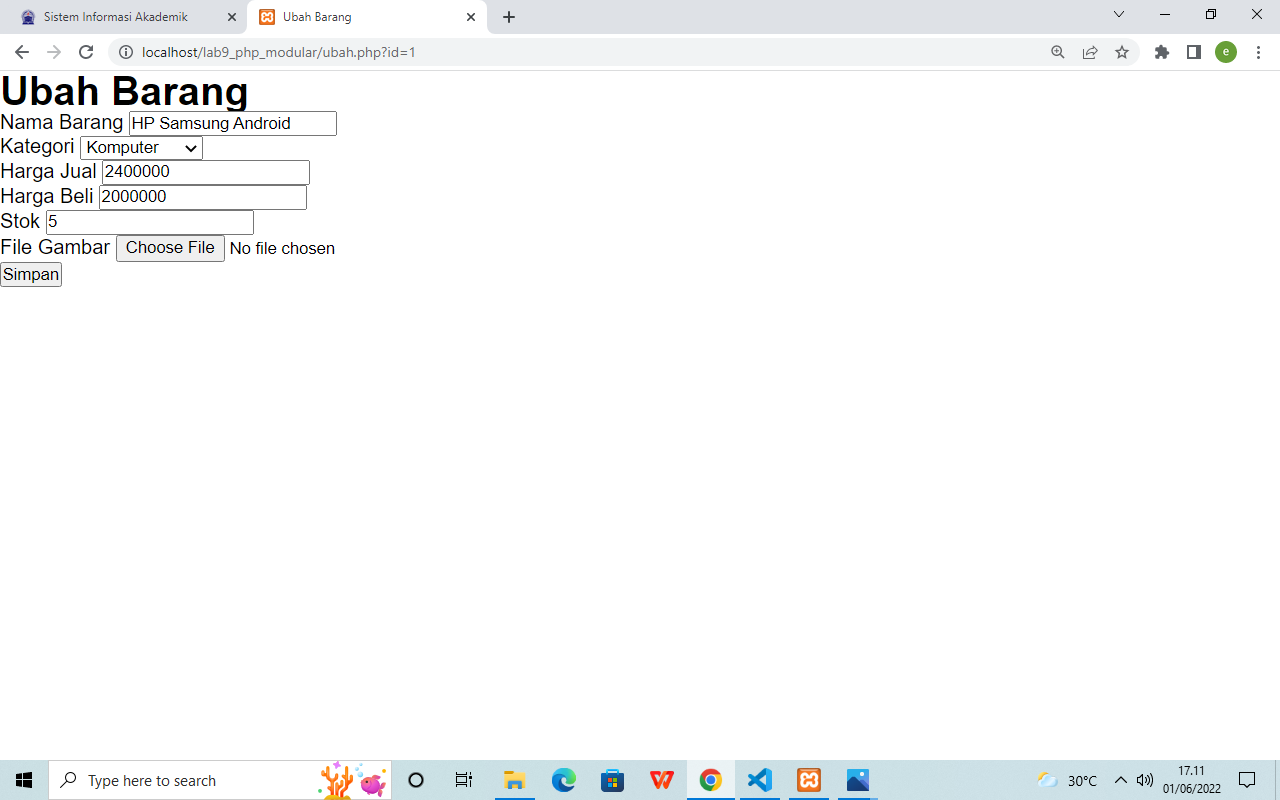 Sistem Informasi Akademik
Ubah Barang
localhost/lab9_php_modular/ubah.php?id=1
e
Ubah Barang
Nama Barang HP Samsung Android
Kategori Komputer
Harga Jual 2400000
Harga Beli 2000000
Stok 5
File Gambar Choose File No file chosen
Simpan
Type here to search
30°C
17.11
01/06/2022